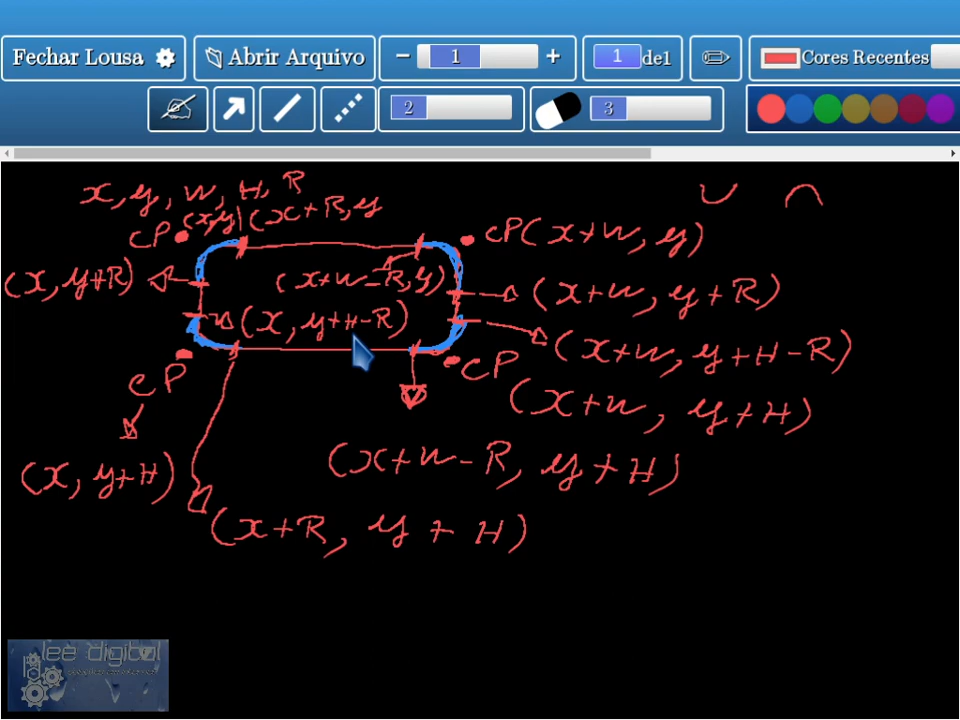 Fechar Lousa Abrir Arquivo − 1 + 1 de1 Cores Recentes
2 3
x, y, w, H, R
(x,y) (x+R, y
CP CP(x+w, y)
(x, y+R) (x+w-R, y) (x+w, y+R)
(x, y+H-R) (x+w, y+H-R)
CP CP
(x+w, y+H)
(x, y+H) (x+w-R, y+H)
(x+R, y+H)
lee digital